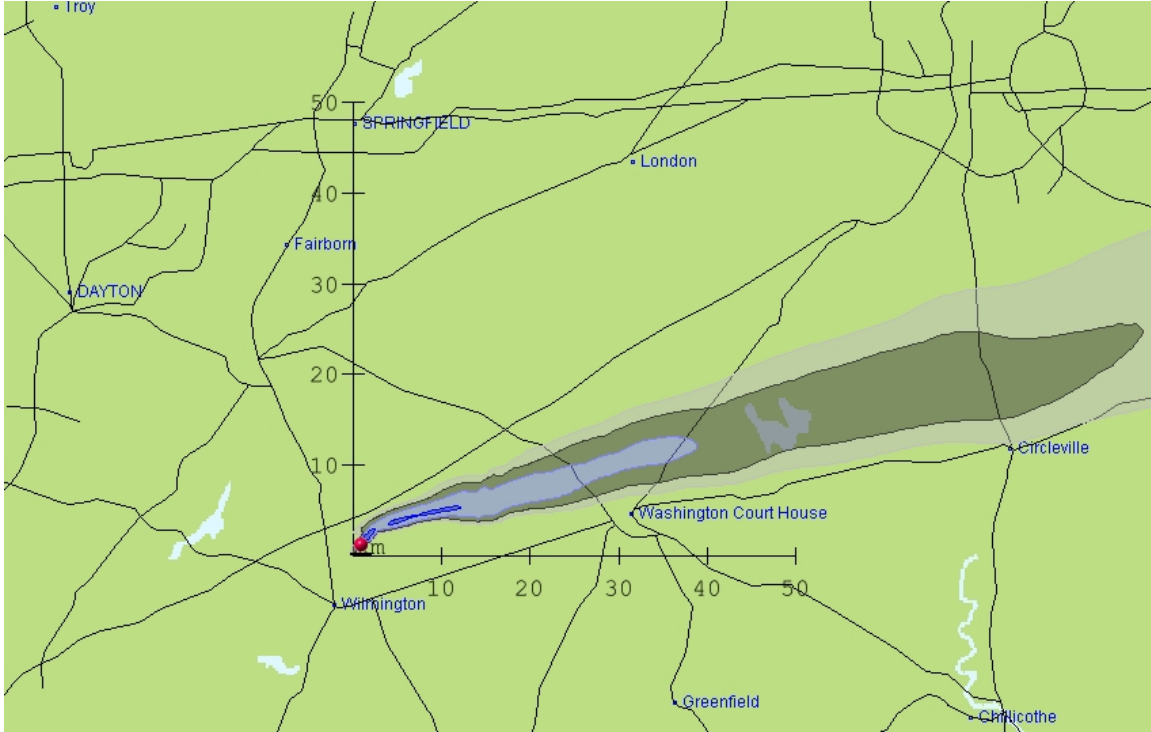 Troy
50
SPRINGFIELD
London
40
Fairborn
30
DAYTON
20
10
Circleville
Washington Court House
m
10 20 30 40 50
Wilmington
Greenfield
Chillicothe